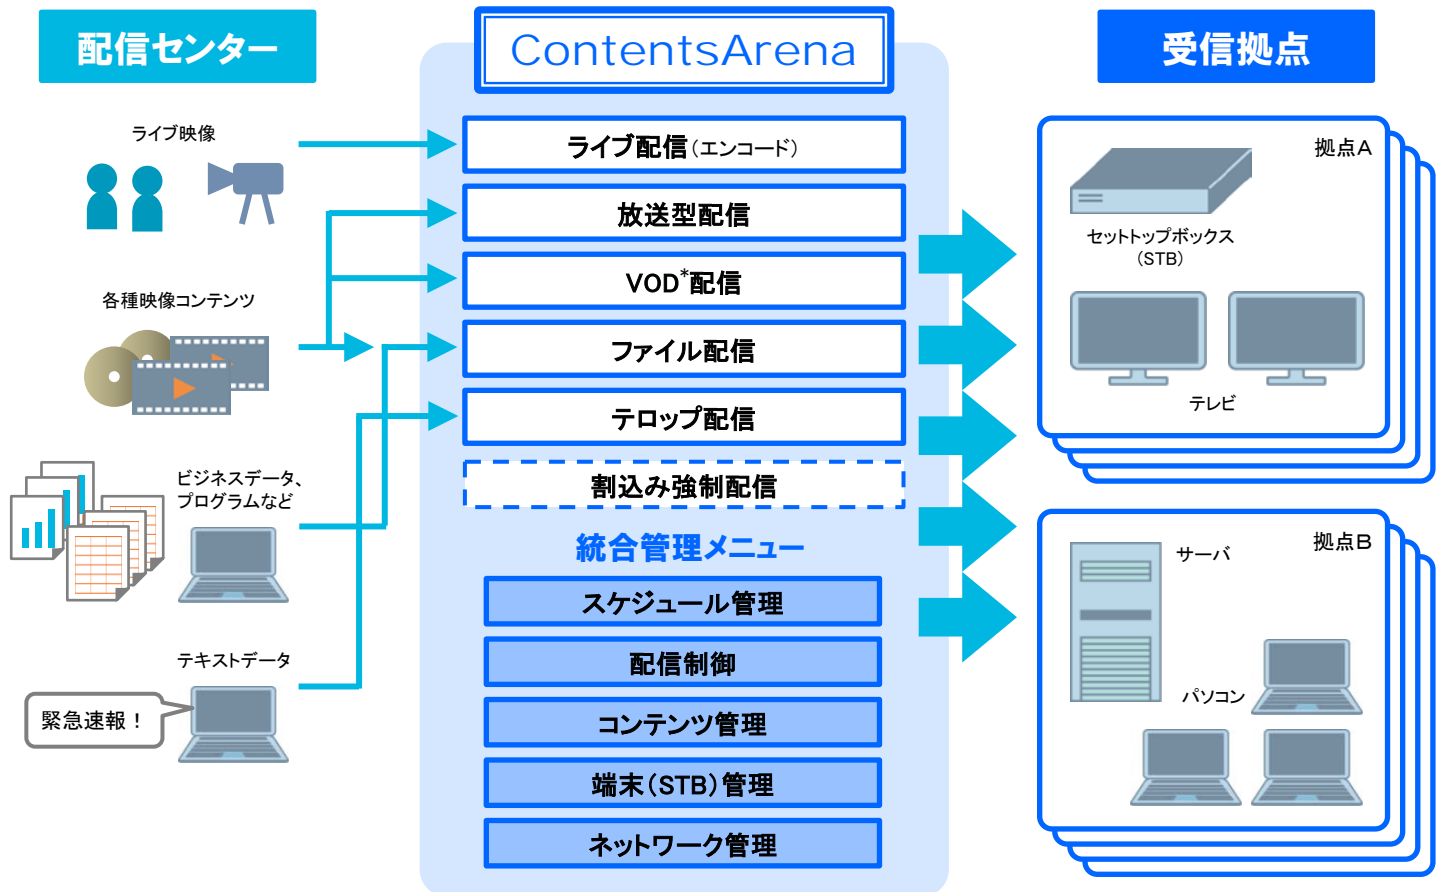 配信センター
ContentsArena
受信拠点
ライブ映像
各種映像コンテンツ
ビジネスデータ、
プログラムなど
テキストデータ
緊急速報！
ライブ配信（エンコード）
放送型配信
VOD*配信
ファイル配信
テロップ配信
割込み強制配信
統合管理メニュー
スケジュール管理
配信制御
コンテンツ管理
端末（STB）管理
ネットワーク管理
拠点A
セットトップボックス
(STB)
テレビ
拠点B
サーバ
パソコン